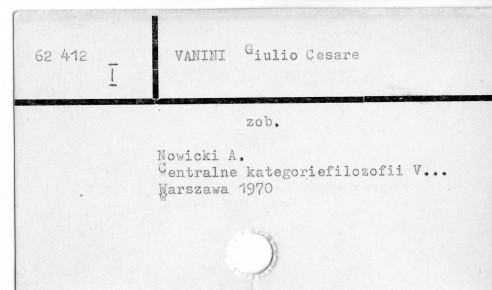 62 412 I
VANINI Giulio Cesare
zob.
Nowicki A.
Centralne kategoriefilozofii V...
Warszawa 1970